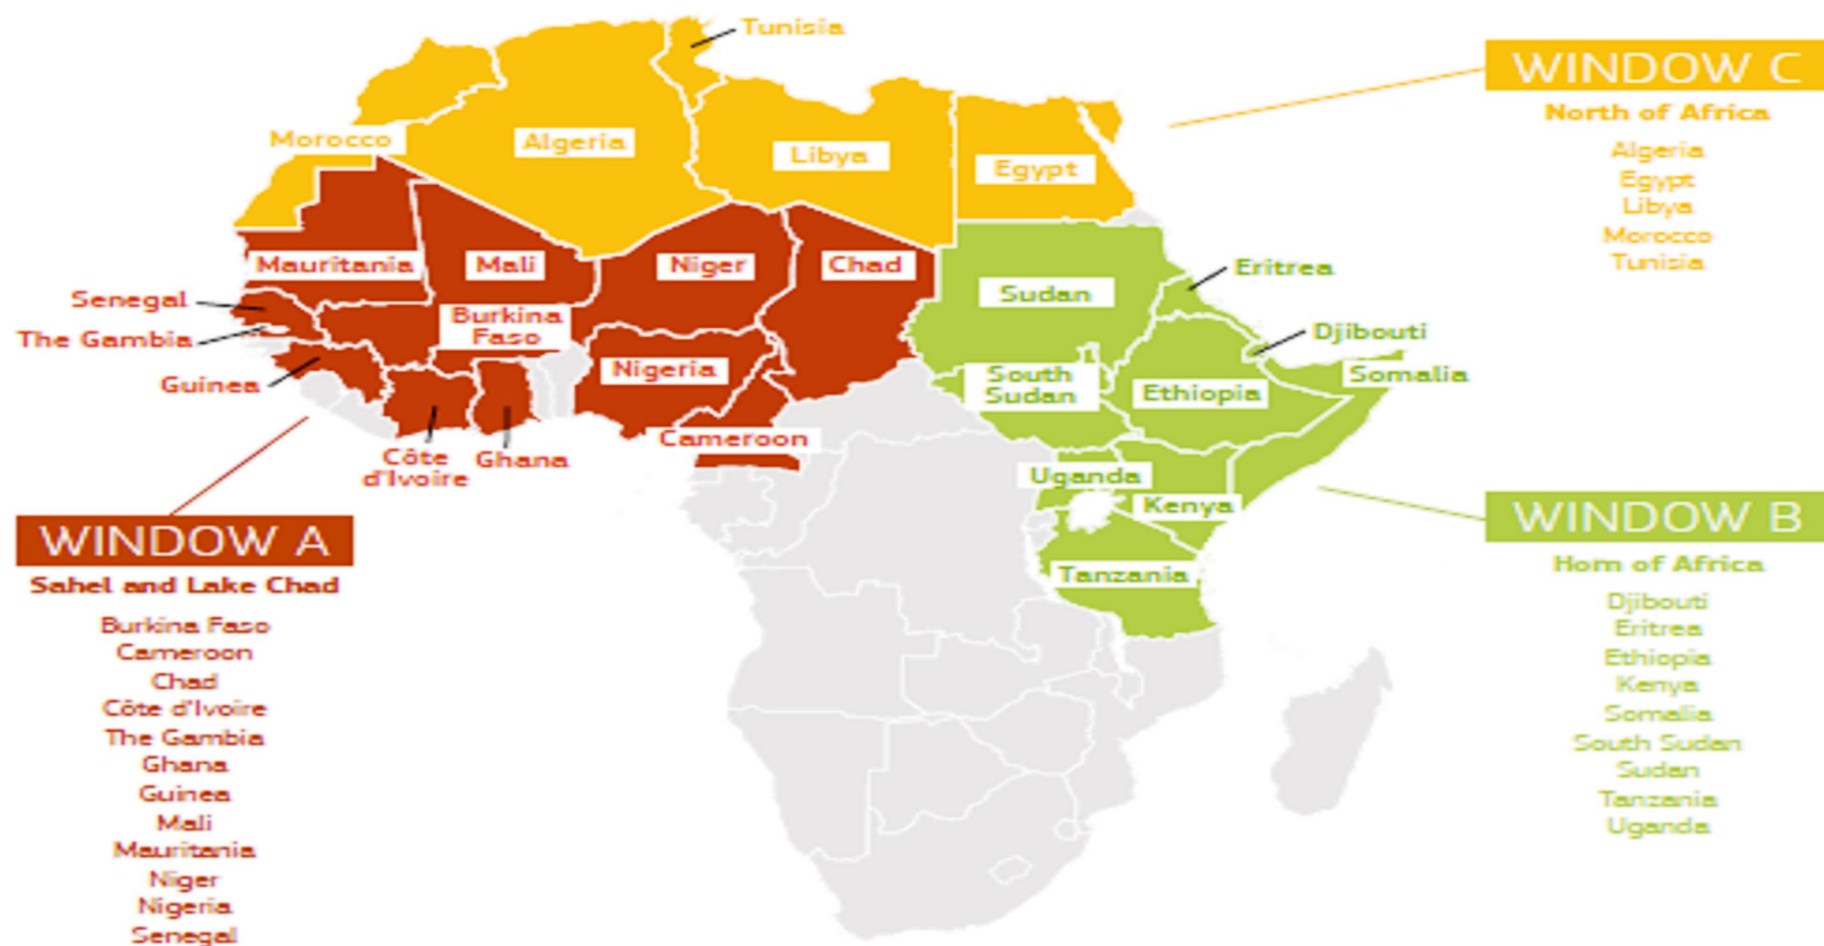 Tunisia
Morocco
Algeria
Libya
Egypt
Mauritania
Mali
Niger
Chad
Senegal
The Gambia
Guinea
Burkina
Faso
Nigeria
Côte
d'Ivoire
Ghana
Cameroon
Sudan
Eritrea
Djibouti
Somalia
South
Sudan
Ethiopia
Uganda
Kenya
Tanzania
WINDOW C
North of Africa
Algeria
Egypt
Libya
Morocco
Tunisia
WINDOW A
Sahel and Lake Chad
Burkina Faso
Cameroon
Chad
Côte d'Ivoire
The Gambia
Ghana
Guinea
Mali
Mauritania
Niger
Nigeria
Senegal
WINDOW B
Horn of Africa
Djibouti
Eritrea
Ethiopia
Kenya
Somalia
South Sudan
Sudan
Tanzania
Uganda